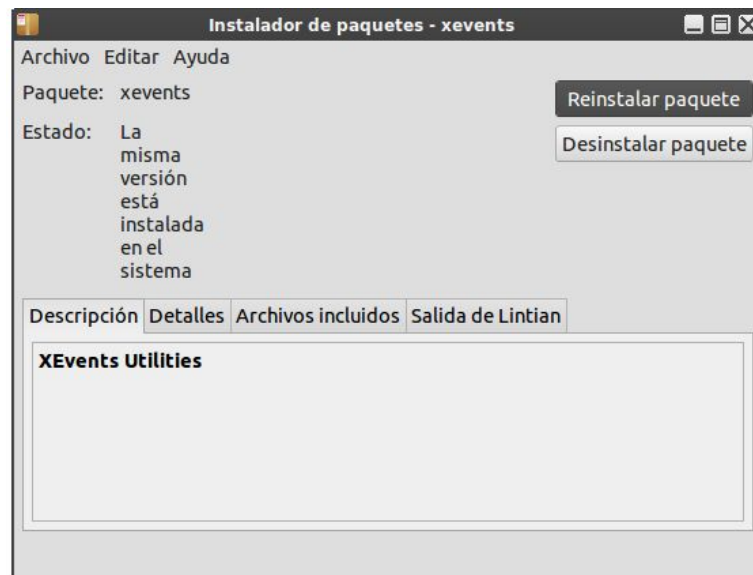 Instalador de paquetes - xevents
Archivo Editar Ayuda
Paquete: xevents
Reinstalar paquete
Desinstalar paquete
Estado: La
misma
versión
está
instalada
en el
sistema
Descripción Detalles Archivos incluidos Salida de Lintian
XEvents Utilities